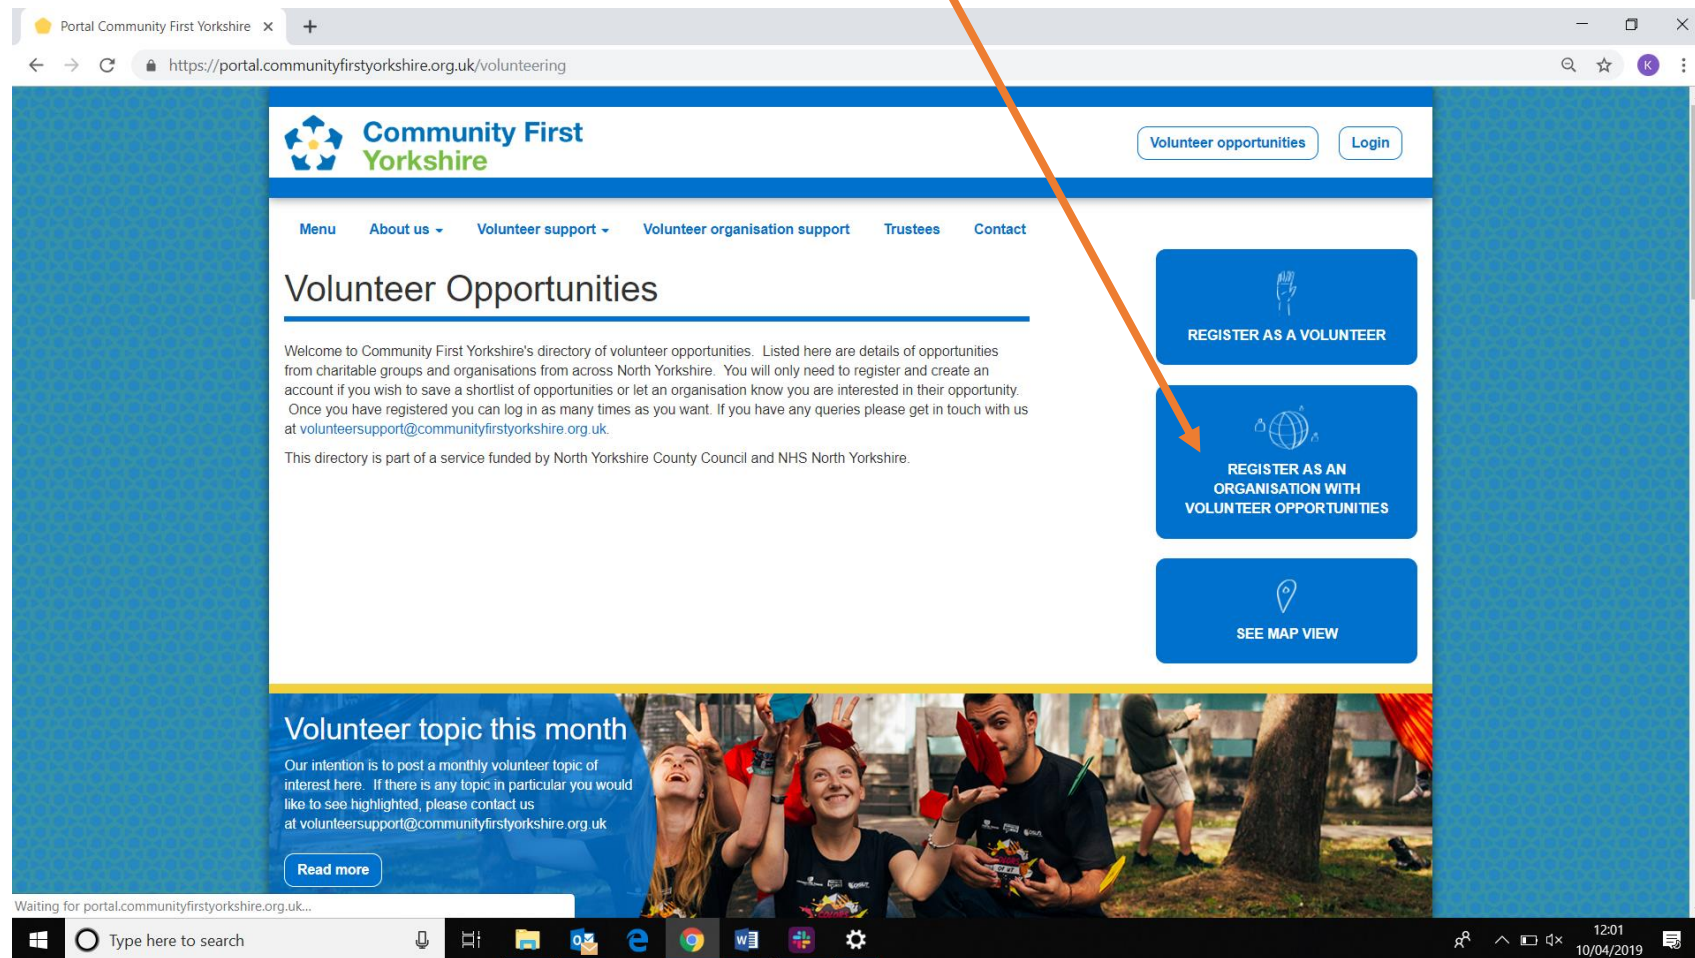 Portal Community First Yorkshire
https://portal.communityfirstyorkshire.org.uk/volunteering
K
Community First
Yorkshire
Volunteer opportunities
Login
Menu
About us
Volunteer support
Volunteer organisation support
Trustees
Contact
Volunteer Opportunities
Welcome to Community First Yorkshire's directory of volunteer opportunities. Listed here are details of opportunities
from charitable groups and organisations from across North Yorkshire. You will only need to register and create an
account if you wish to save a shortlist of opportunities or let an organisation know you are interested in their opportunity.
Once you have registered you can log in as many times as you want. If you have any queries please get in touch with us
at volunteersupport@communityfirstyorkshire.org.uk.
This directory is part of a service funded by North Yorkshire County Council and NHS North Yorkshire.
REGISTER AS A VOLUNTEER
REGISTER AS AN
ORGANISATION WITH
VOLUNTEER OPPORTUNITIES
SEE MAP VIEW
Volunteer topic this month
Our intention is to post a monthly volunteer topic of
interest here. If there is any topic in particular you would
like to see highlighted, please contact us
at volunteersupport@communityfirstyorkshire.org.uk
Read more
Waiting for portal.communityfirstyorkshire.org.uk...
Type here to search
12:01
10/04/2019